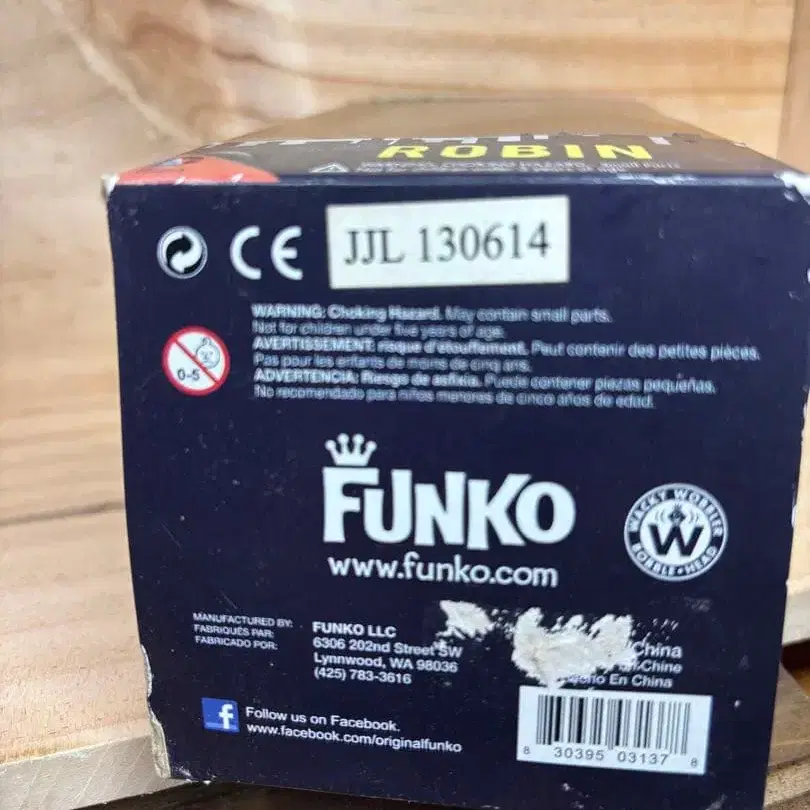 ROBIN
CE
JJL 130614
WARNING: Choking Hazard. May contain small parts.
Not for children under five years of age.
AVERTISSEMENT: risque d'étouffement. Peut contenir des petites pièces.
Pas pour les enfants de moins de cinq ans.
ADVERTENCIA: Riesgo de asfixia. Puede contener piezas pequeñas.
No recomendado para niños menores de cinco años de edad.
0-5
FUNKO
www.funko.com
WACKY WOBBLER
W
BOBBLE-HEAD
MANUFACTURED BY:
FABRIQUÉS PAR:
FABRICADO POR:
FUNKO LLC
6306 202nd Street SW
Lynnwood, WA 98036
(425) 783-3616
China
Chine
En China
f Follow us on Facebook.
www.facebook.com/originalfunko
8 30395 03137 8